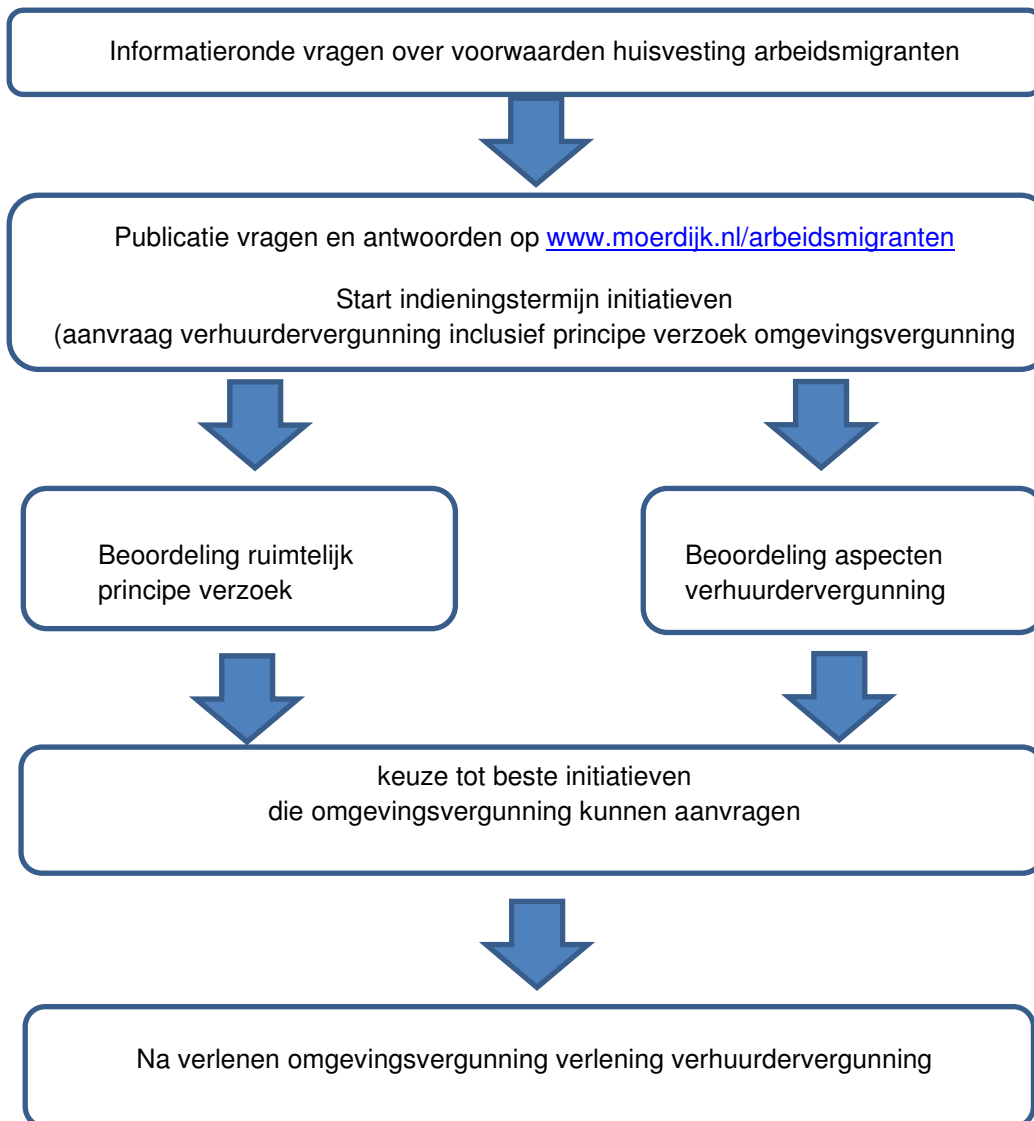 Informatieronde vragen over voorwaarden huisvesting arbeidsmigranten
Publicatie vragen en antwoorden op www.moerdijk.nl/arbeidsmigranten
Start indieningstermijn initiatieven
(aanvraag verhuurdervergunning inclusief principe verzoek omgevingsvergunning
Beoordeling ruimtelijk
principe verzoek
Beoordeling aspecten
verhuurdervergunning
keuze tot beste initiatieven
die omgevingsvergunning kunnen aanvragen
Na verlenen omgevingsvergunning verlening verhuurdervergunning